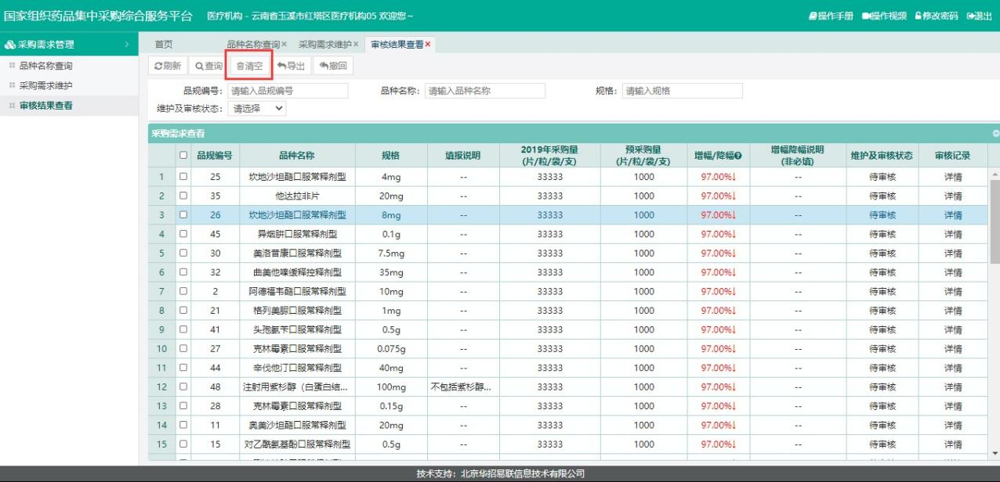 国家组织药品集中采购综合服务平台 医疗机构 - 云南省玉溪市红塔区医疗机构05 欢迎您~ 操作手册 操作视频 修改密码 退出
采购需求管理
品种名称查询
采购需求维护
审核结果查看
首页 品种名称查询× 采购需求维护× 审核结果查看×
刷新 查询 清空 导出 撤回
品规编号: 请输入品规编号 品种名称: 请输入品种名称 规格: 请输入规格
维护及审核状态: 请选择
采购需求查看
品规编号 品种名称 规格 填报说明 2019年采购量 (片/粒/袋/支) 预采购量 (片/粒/袋/支) 增幅/降幅 增幅降幅说明 (非必填) 维护及审核状态 审核记录
1 25 坎地沙坦酯口服常释剂型 4mg -- 33333 1000 97.00%↓ -- 待审核 详情
2 35 他达拉非片 20mg -- 33333 1000 97.00%↓ -- 待审核 详情
3 26 坎地沙坦酯口服常释剂型 8mg -- 33333 1000 97.00%↓ -- 待审核 详情
4 45 异烟肼口服常释剂型 0.1g -- 33333 1000 97.00%↓ -- 待审核 详情
5 30 美洛昔康口服常释剂型 7.5mg -- 33333 1000 97.00%↓ -- 待审核 详情
6 32 曲美他嗪缓释控释剂型 35mg -- 33333 1000 97.00%↓ -- 待审核 详情
7 2 阿德福韦酯口服常释剂型 10mg -- 33333 1000 97.00%↓ -- 待审核 详情
8 21 格列美脲口服常释剂型 1mg -- 33333 1000 97.00%↓ -- 待审核 详情
9 41 头孢氨苄口服常释剂型 0.5g -- 33333 1000 97.00%↓ -- 待审核 详情
10 27 克林霉素口服常释剂型 0.075g -- 33333 1000 97.00%↓ -- 待审核 详情
11 44 辛伐他汀口服常释剂型 40mg -- 33333 1000 97.00%↓ -- 待审核 详情
12 48 注射用紫杉醇（白蛋白结... 100mg 不包括紫杉醇... 33333 1000 97.00%↓ -- 待审核 详情
13 28 克林霉素口服常释剂型 0.15g -- 33333 1000 97.00%↓ -- 待审核 详情
14 11 奥美沙坦酯口服常释剂型 20mg -- 33333 1000 97.00%↓ -- 待审核 详情
15 15 对乙酰氨基酚口服常释剂型 0.5g -- 33333 1000 97.00%↓ -- 待审核 详情
技术支持：北京华招易联信息技术有限公司